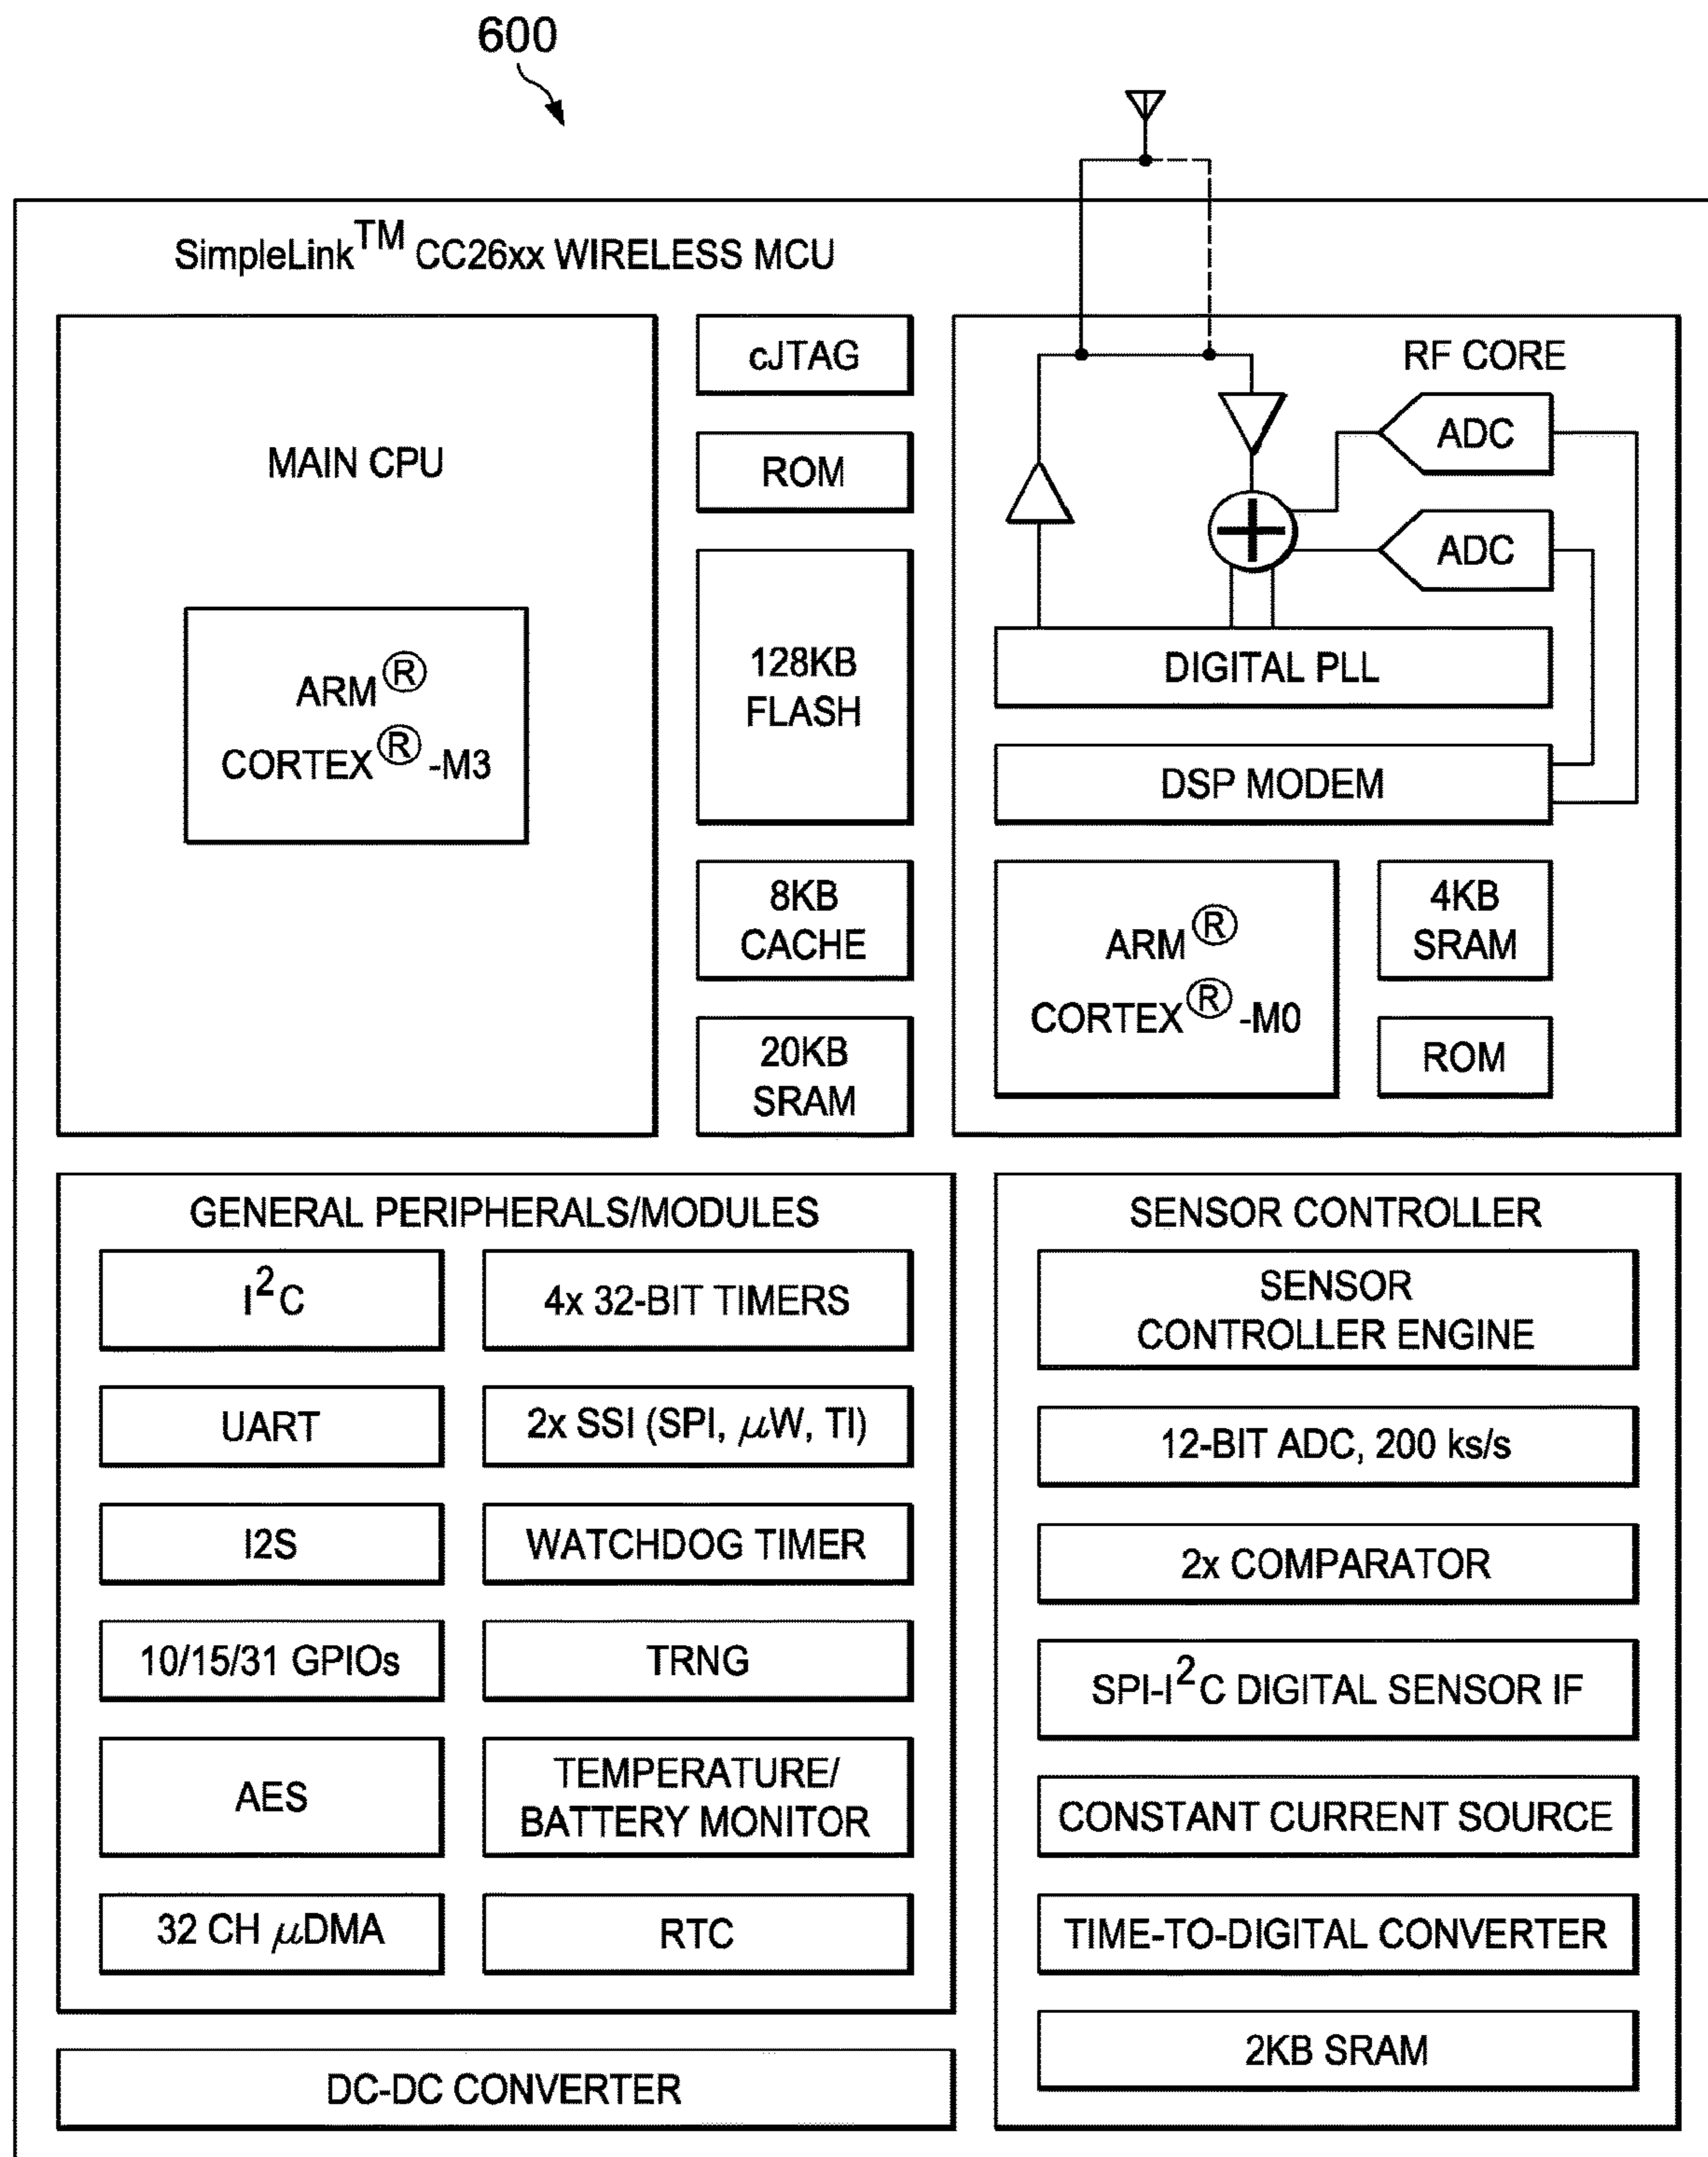 600
SimpleLink™ CC26xx WIRELESS MCU
MAIN CPU
ARM®
CORTEX®-M3
cJTAG
ROM
128KB
FLASH
8KB
CACHE
20KB
SRAM
RF CORE
ADC
ADC
DIGITAL PLL
DSP MODEM
ARM®
CORTEX®-M0
4KB
SRAM
ROM
GENERAL PERIPHERALS/MODULES
I²C
4x 32-BIT TIMERS
UART
2x SSI (SPI, μW, TI)
I2S
WATCHDOG TIMER
10/15/31 GPIOs
TRNG
AES
TEMPERATURE/
BATTERY MONITOR
32 CH μDMA
RTC
SENSOR CONTROLLER
SENSOR
CONTROLLER ENGINE
12-BIT ADC, 200 ks/s
2x COMPARATOR
SPI-I²C DIGITAL SENSOR IF
CONSTANT CURRENT SOURCE
TIME-TO-DIGITAL CONVERTER
2KB SRAM
DC-DC CONVERTER